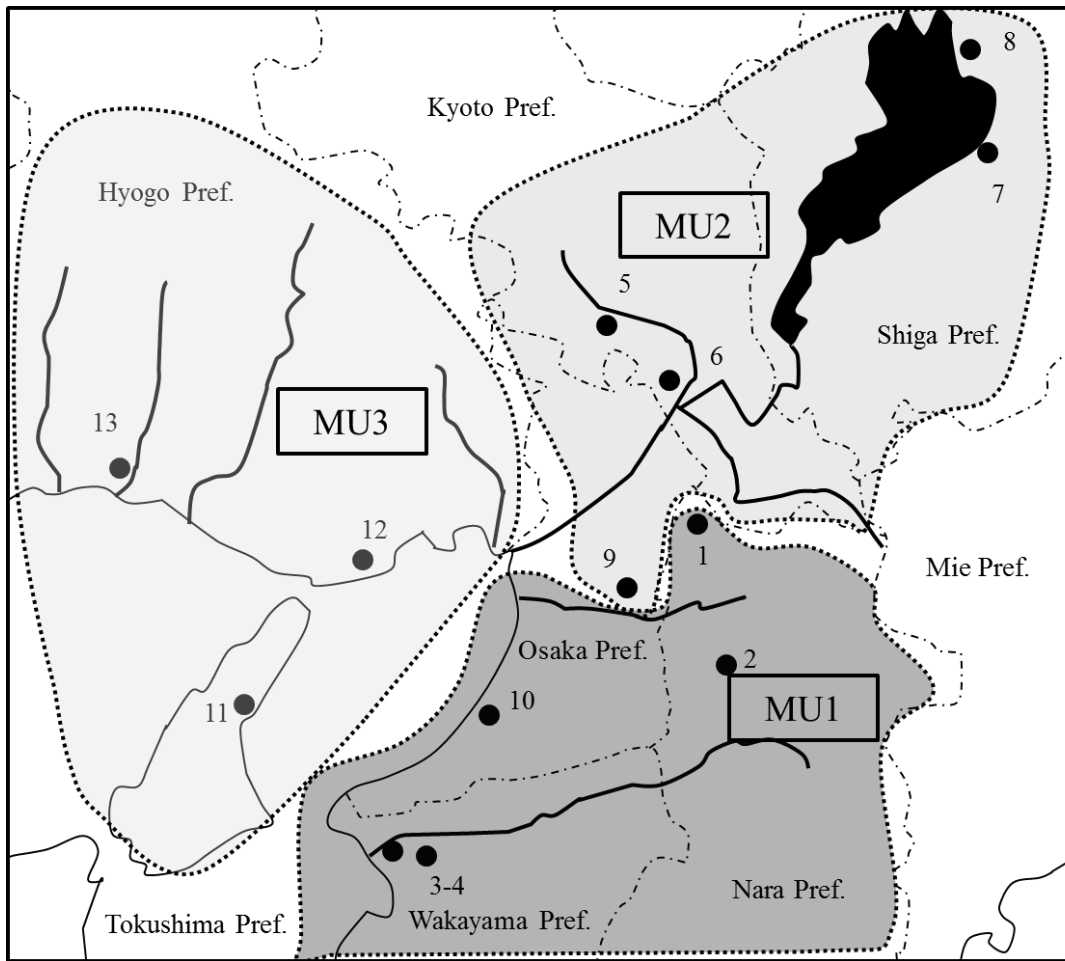 8
Kyoto Pref.
7
Hyogo Pref.
MU2
5
Shiga Pref.
6
MU3
13
12
1
9
Mie Pref.
Osaka Pref.
2
11
10
MU1
3-4
Nara Pref.
Tokushima Pref.
Wakayama Pref.